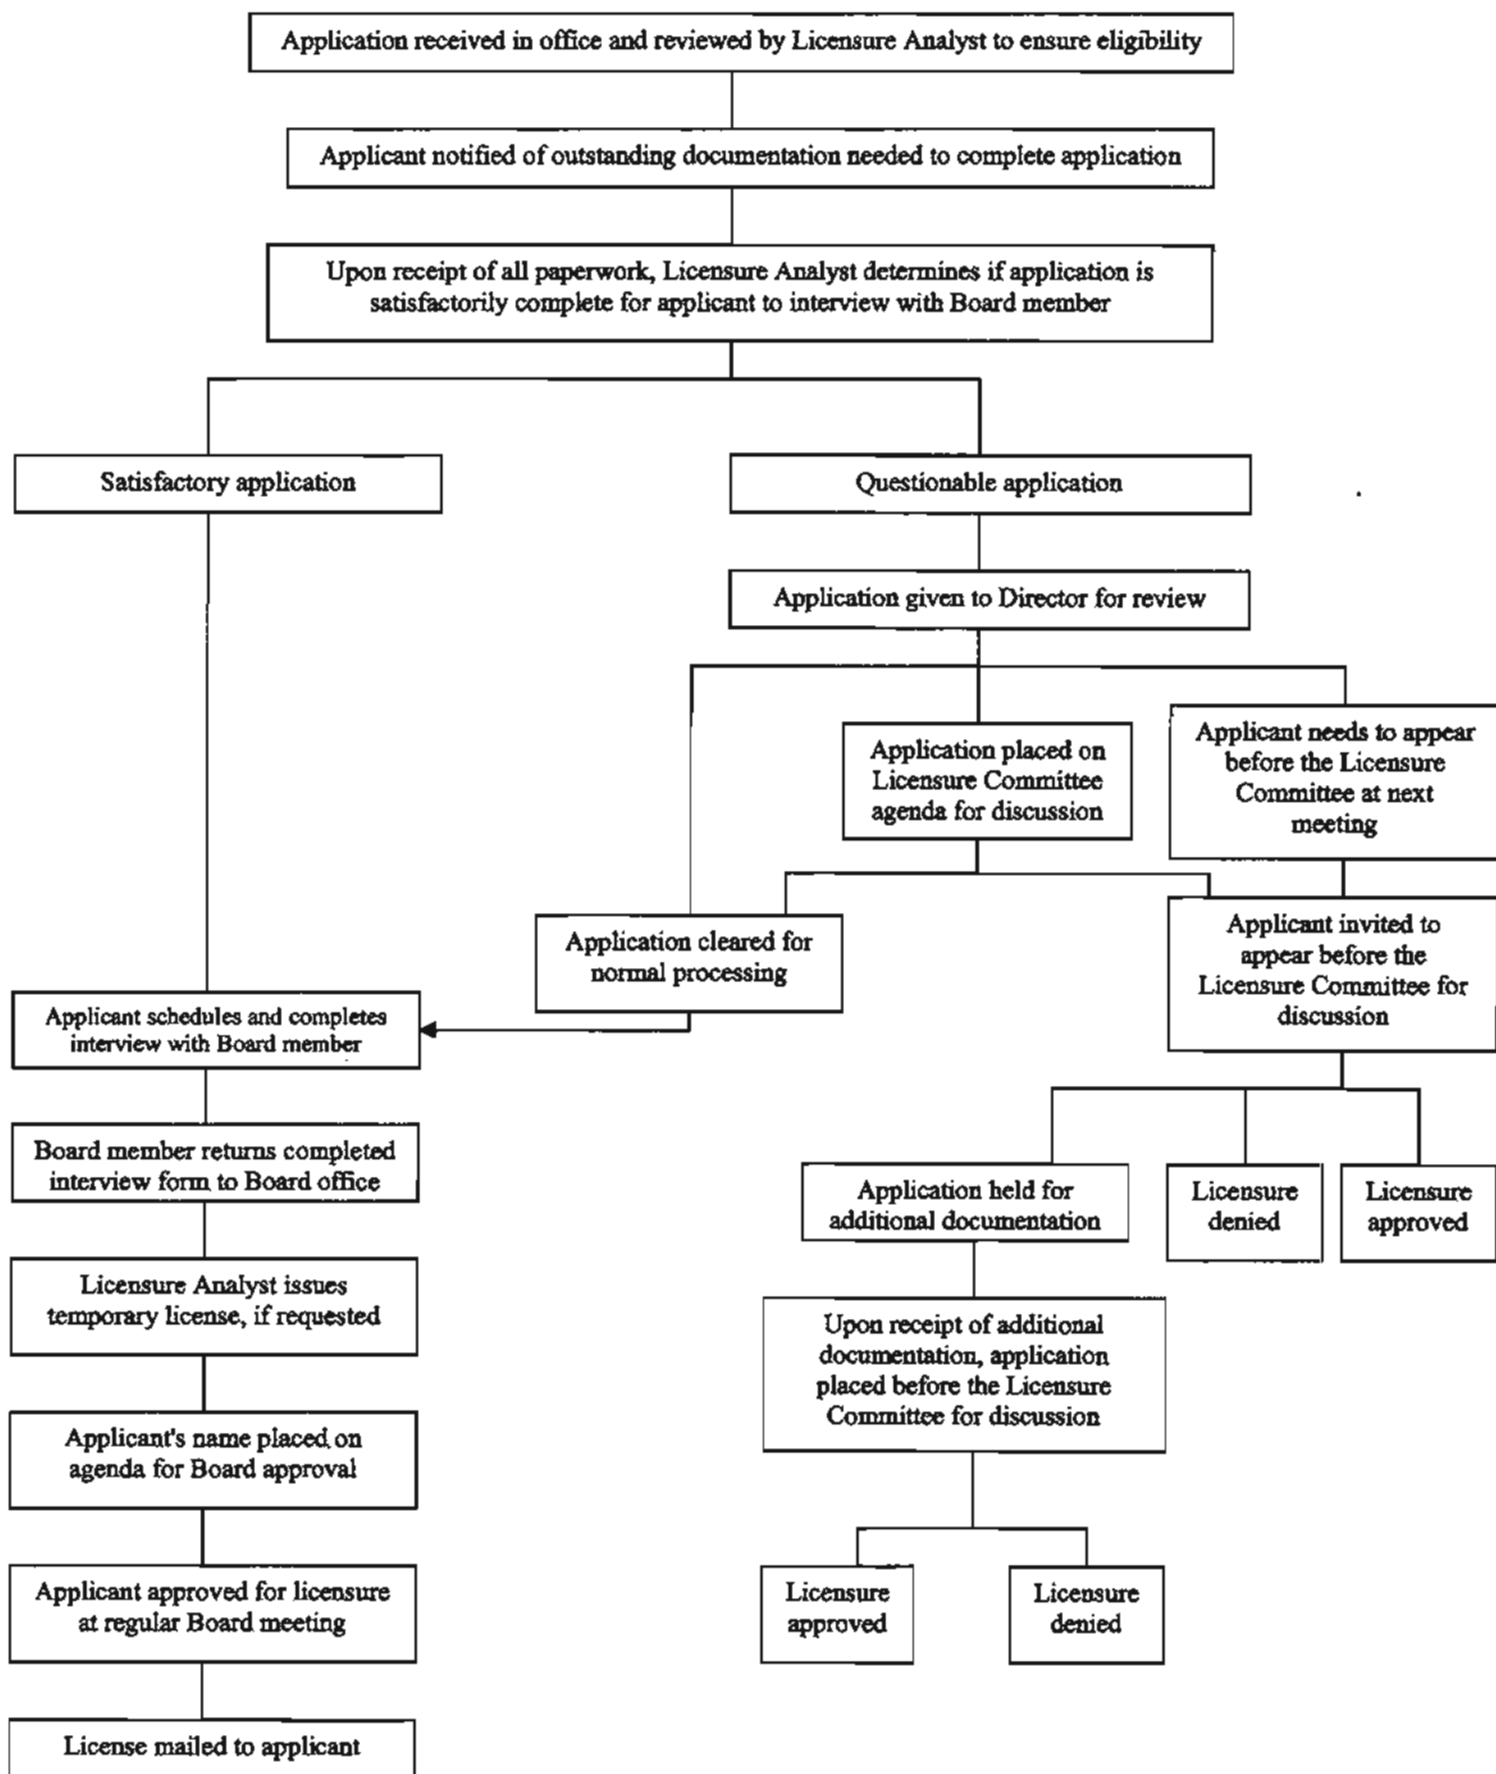 Application received in office and reviewed by Licensure Analyst to ensure eligibility
Applicant notified of outstanding documentation needed to complete application
Upon receipt of all paperwork, Licensure Analyst determines if application is
satisfactorily complete for applicant to interview with Board member
Satisfactory application
Questionable application
Application given to Director for review
Application placed on
Licensure Committee
agenda for discussion
Applicant needs to appear
before the Licensure
Committee at next
meeting
Application cleared for
normal processing
Applicant invited to
appear before the
Licensure Committee for
discussion
Applicant schedules and completes
interview with Board member
Board member returns completed
interview form to Board office
Application held for
additional documentation
Licensure
denied
Licensure
approved
Licensure Analyst issues
temporary license, if requested
Upon receipt of additional
documentation, application
placed before the Licensure
Committee for discussion
Applicant's name placed on
agenda for Board approval
Applicant approved for licensure
at regular Board meeting
Licensure
approved
Licensure
denied
License mailed to applicant